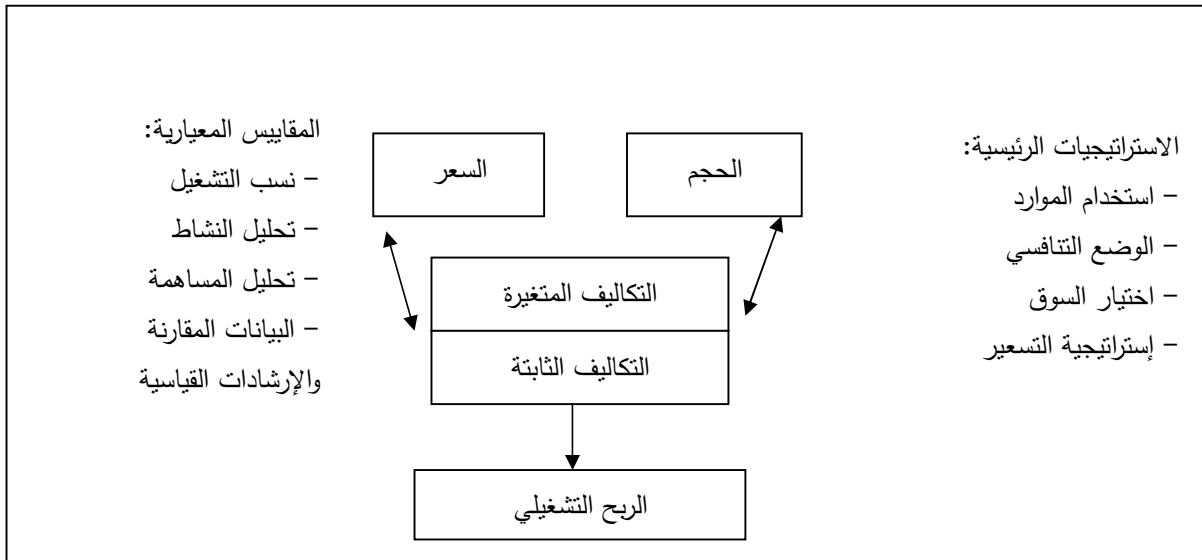 الاستراتيجيات الرئيسية:
– استخدام الموارد
– الوضع التنافسي
– اختيار السوق
– إستراتيجية التسعير
الحجم
السعر
التكاليف المتغيرة
التكاليف الثابتة
الربح التشغيلي
المقاييس المعيارية:
– نسب التشغيل
– تحليل النشاط
– تحليل المساهمة
– البيانات المقارنة
والإرشادات القياسية